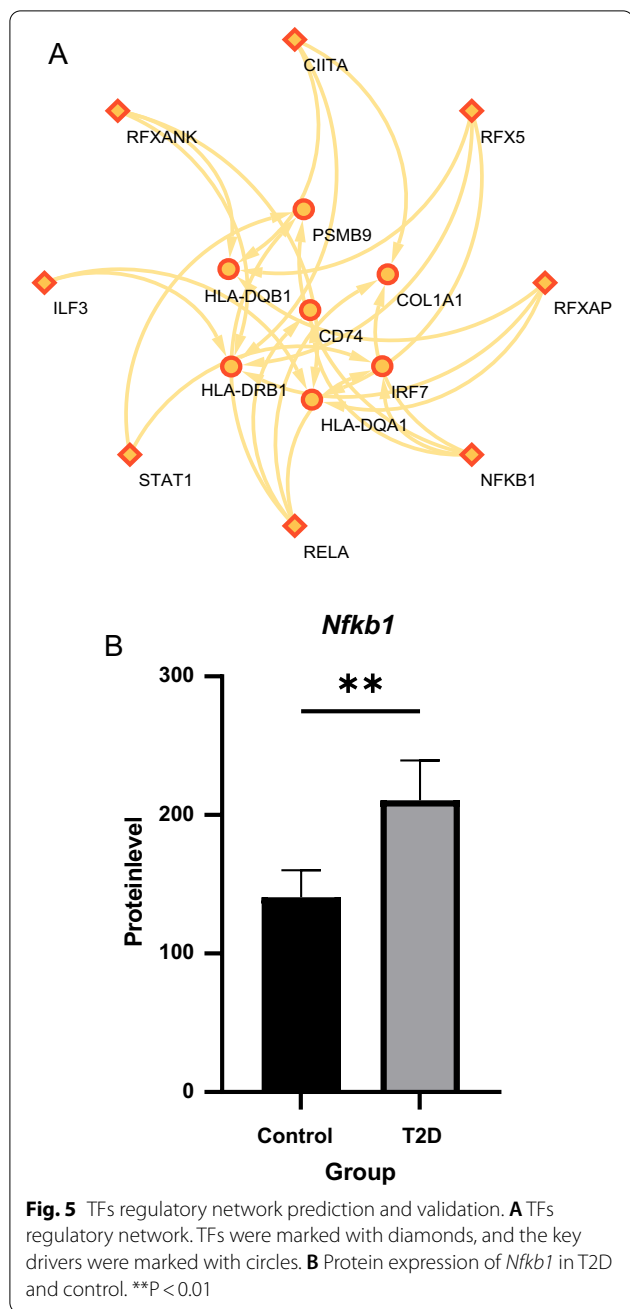 A
CIITA
RFXANK
RFX5
PSMB9
HLA-DQB1
COL1A1
ILF3
RFXAP
CD74
HLA-DRB1
IRF7
HLA-DQA1
STAT1
NFKB1
RELA
B
Nfkb1
**
300
200
100
0
Proteinlevel
Control
T2D
Group
Fig. 5 TFs regulatory network prediction and validation. A TFs
regulatory network. TFs were marked with diamonds, and the key
drivers were marked with circles. B Protein expression of Nfkb1 in T2D
and control. **P < 0.01